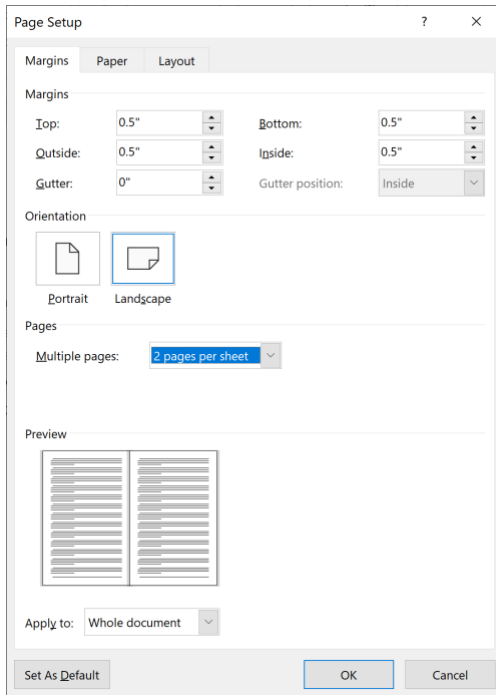 Page Setup ? ×
Margins Paper Layout
Margins
Top: 0.5" Bottom: 0.5"
Outside: 0.5" Inside: 0.5"
Gutter: 0" Gutter position: Inside
Orientation
Portrait Landscape
Pages
Multiple pages: 2 pages per sheet
Preview
Apply to: Whole document
Set As Default OK Cancel